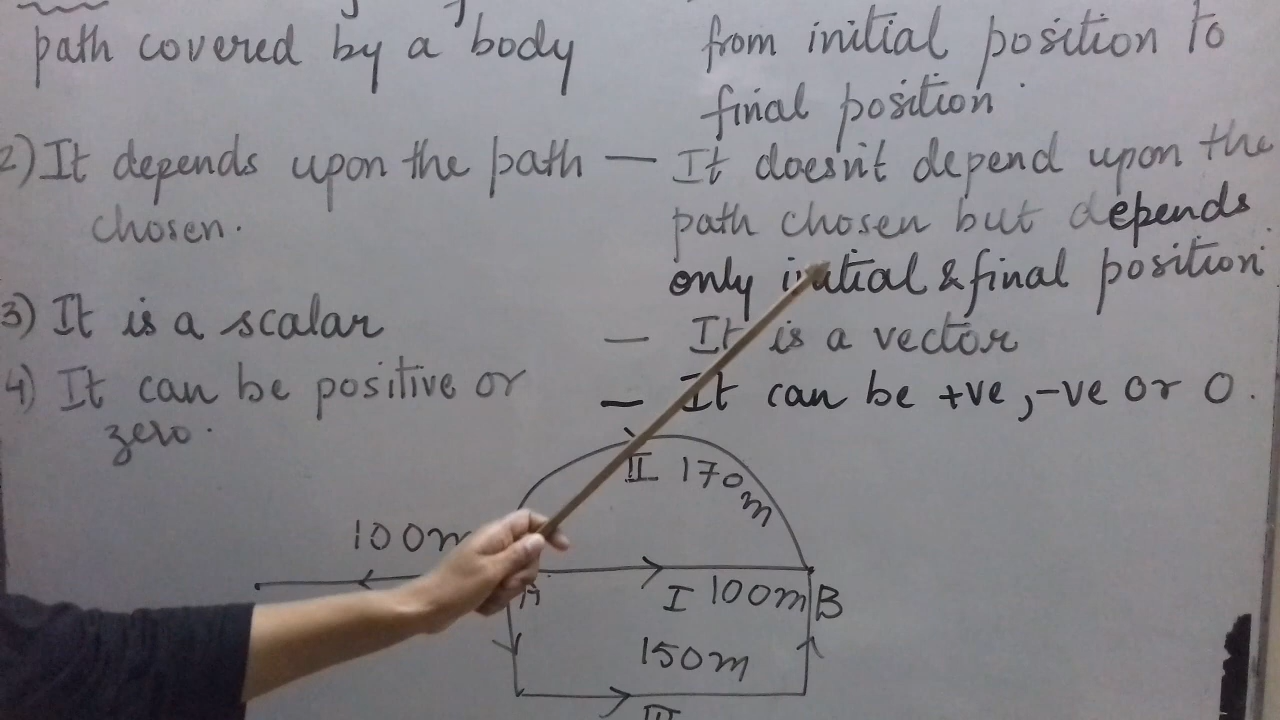 path covered by a body
from initial position to
final position.
2) It depends upon the path
chosen.
— It doesn't depend upon the
path chosen but depends
only initial & final position
3) It is a scalar
— It is a vector
4) It can be positive or
zero.
— It can be +ve, -ve or 0.
II 170m
100m
A
I 100m B
150m
III